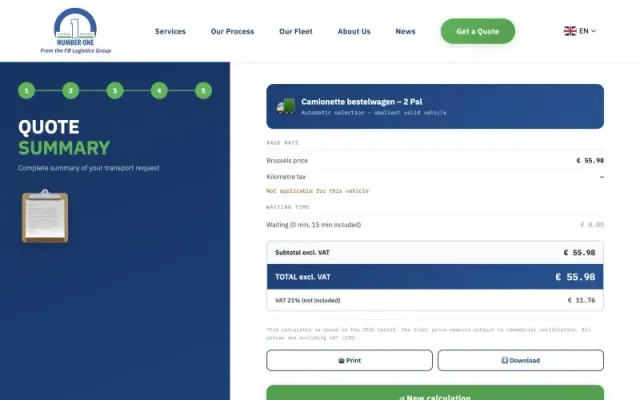 NUMBER ONE
From the FB Logistics Group
Services
Our Process
Our Fleet
About Us
News
Get a Quote
EN
1 2 3 4 5
QUOTE
SUMMARY
Complete summary of your transport request
Camionette bestelwagen – 2 Pal
Automatic selection — smallest valid vehicle
BASE RATE
Brussels price € 55.98
Kilometre tax –
Not applicable for this vehicle
WAITING TIME
Waiting (0 min, 15 min included) € 0.00
Subtotal excl. VAT € 55.98
TOTAL excl. VAT € 55.98
VAT 21% (not included) € 11.76
This calculator is based on the 2026 tariff. The final price remains subject to commercial verification. All
prices are excluding VAT (21%).
Print
Download
New calculation